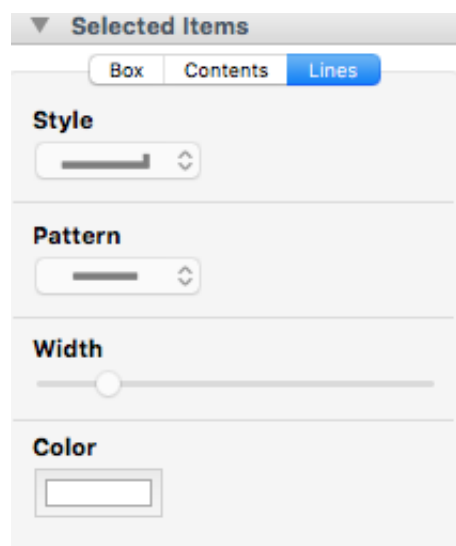 Selected Items
Box Contents Lines
Style
Pattern
Width
Color